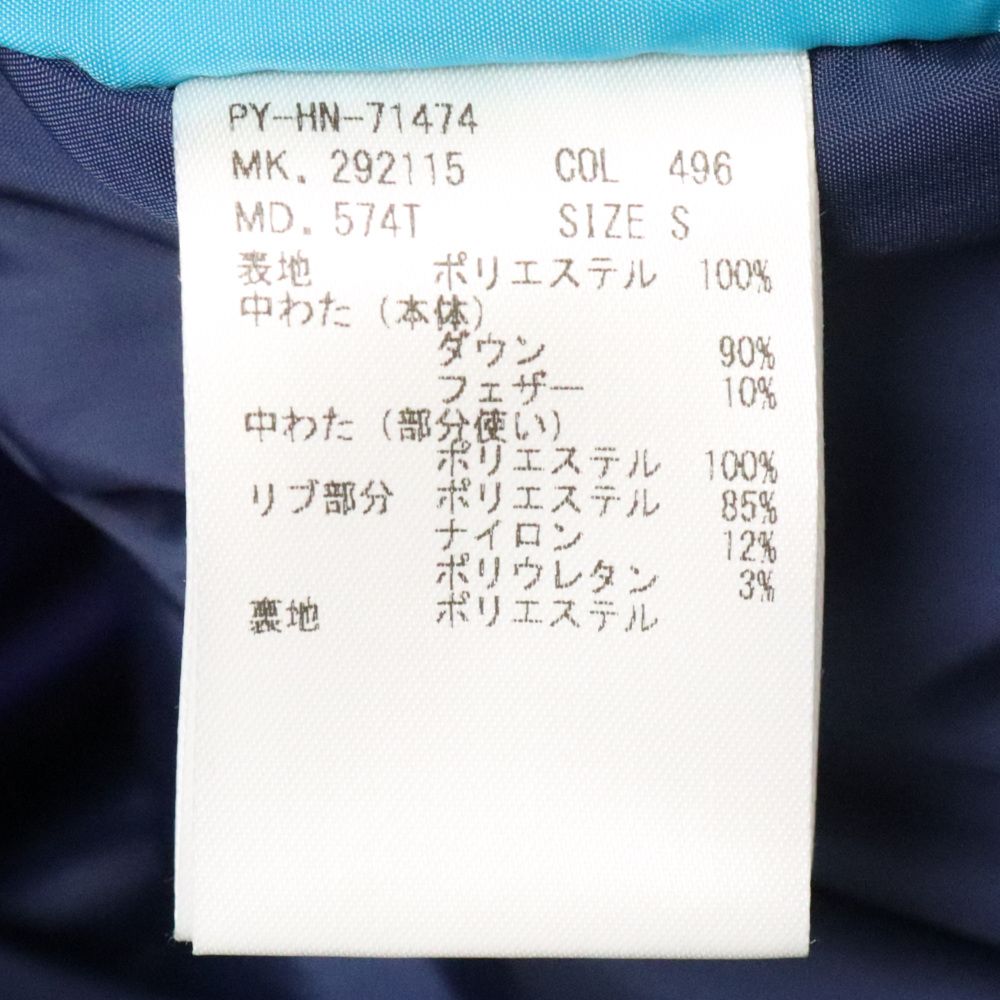 PY-HN-71474
MK. 292115 COL 496
MD. 574T SIZE S
表地 ポリエステル 100%
中わた (本体)
ダウン 90%
フェザー 10%
中わた (部分使い)
ポリエステル 100%
リブ部分 ポリエステル 85%
ナイロン 12%
ポリウレタン 3%
裏地 ポリエステル